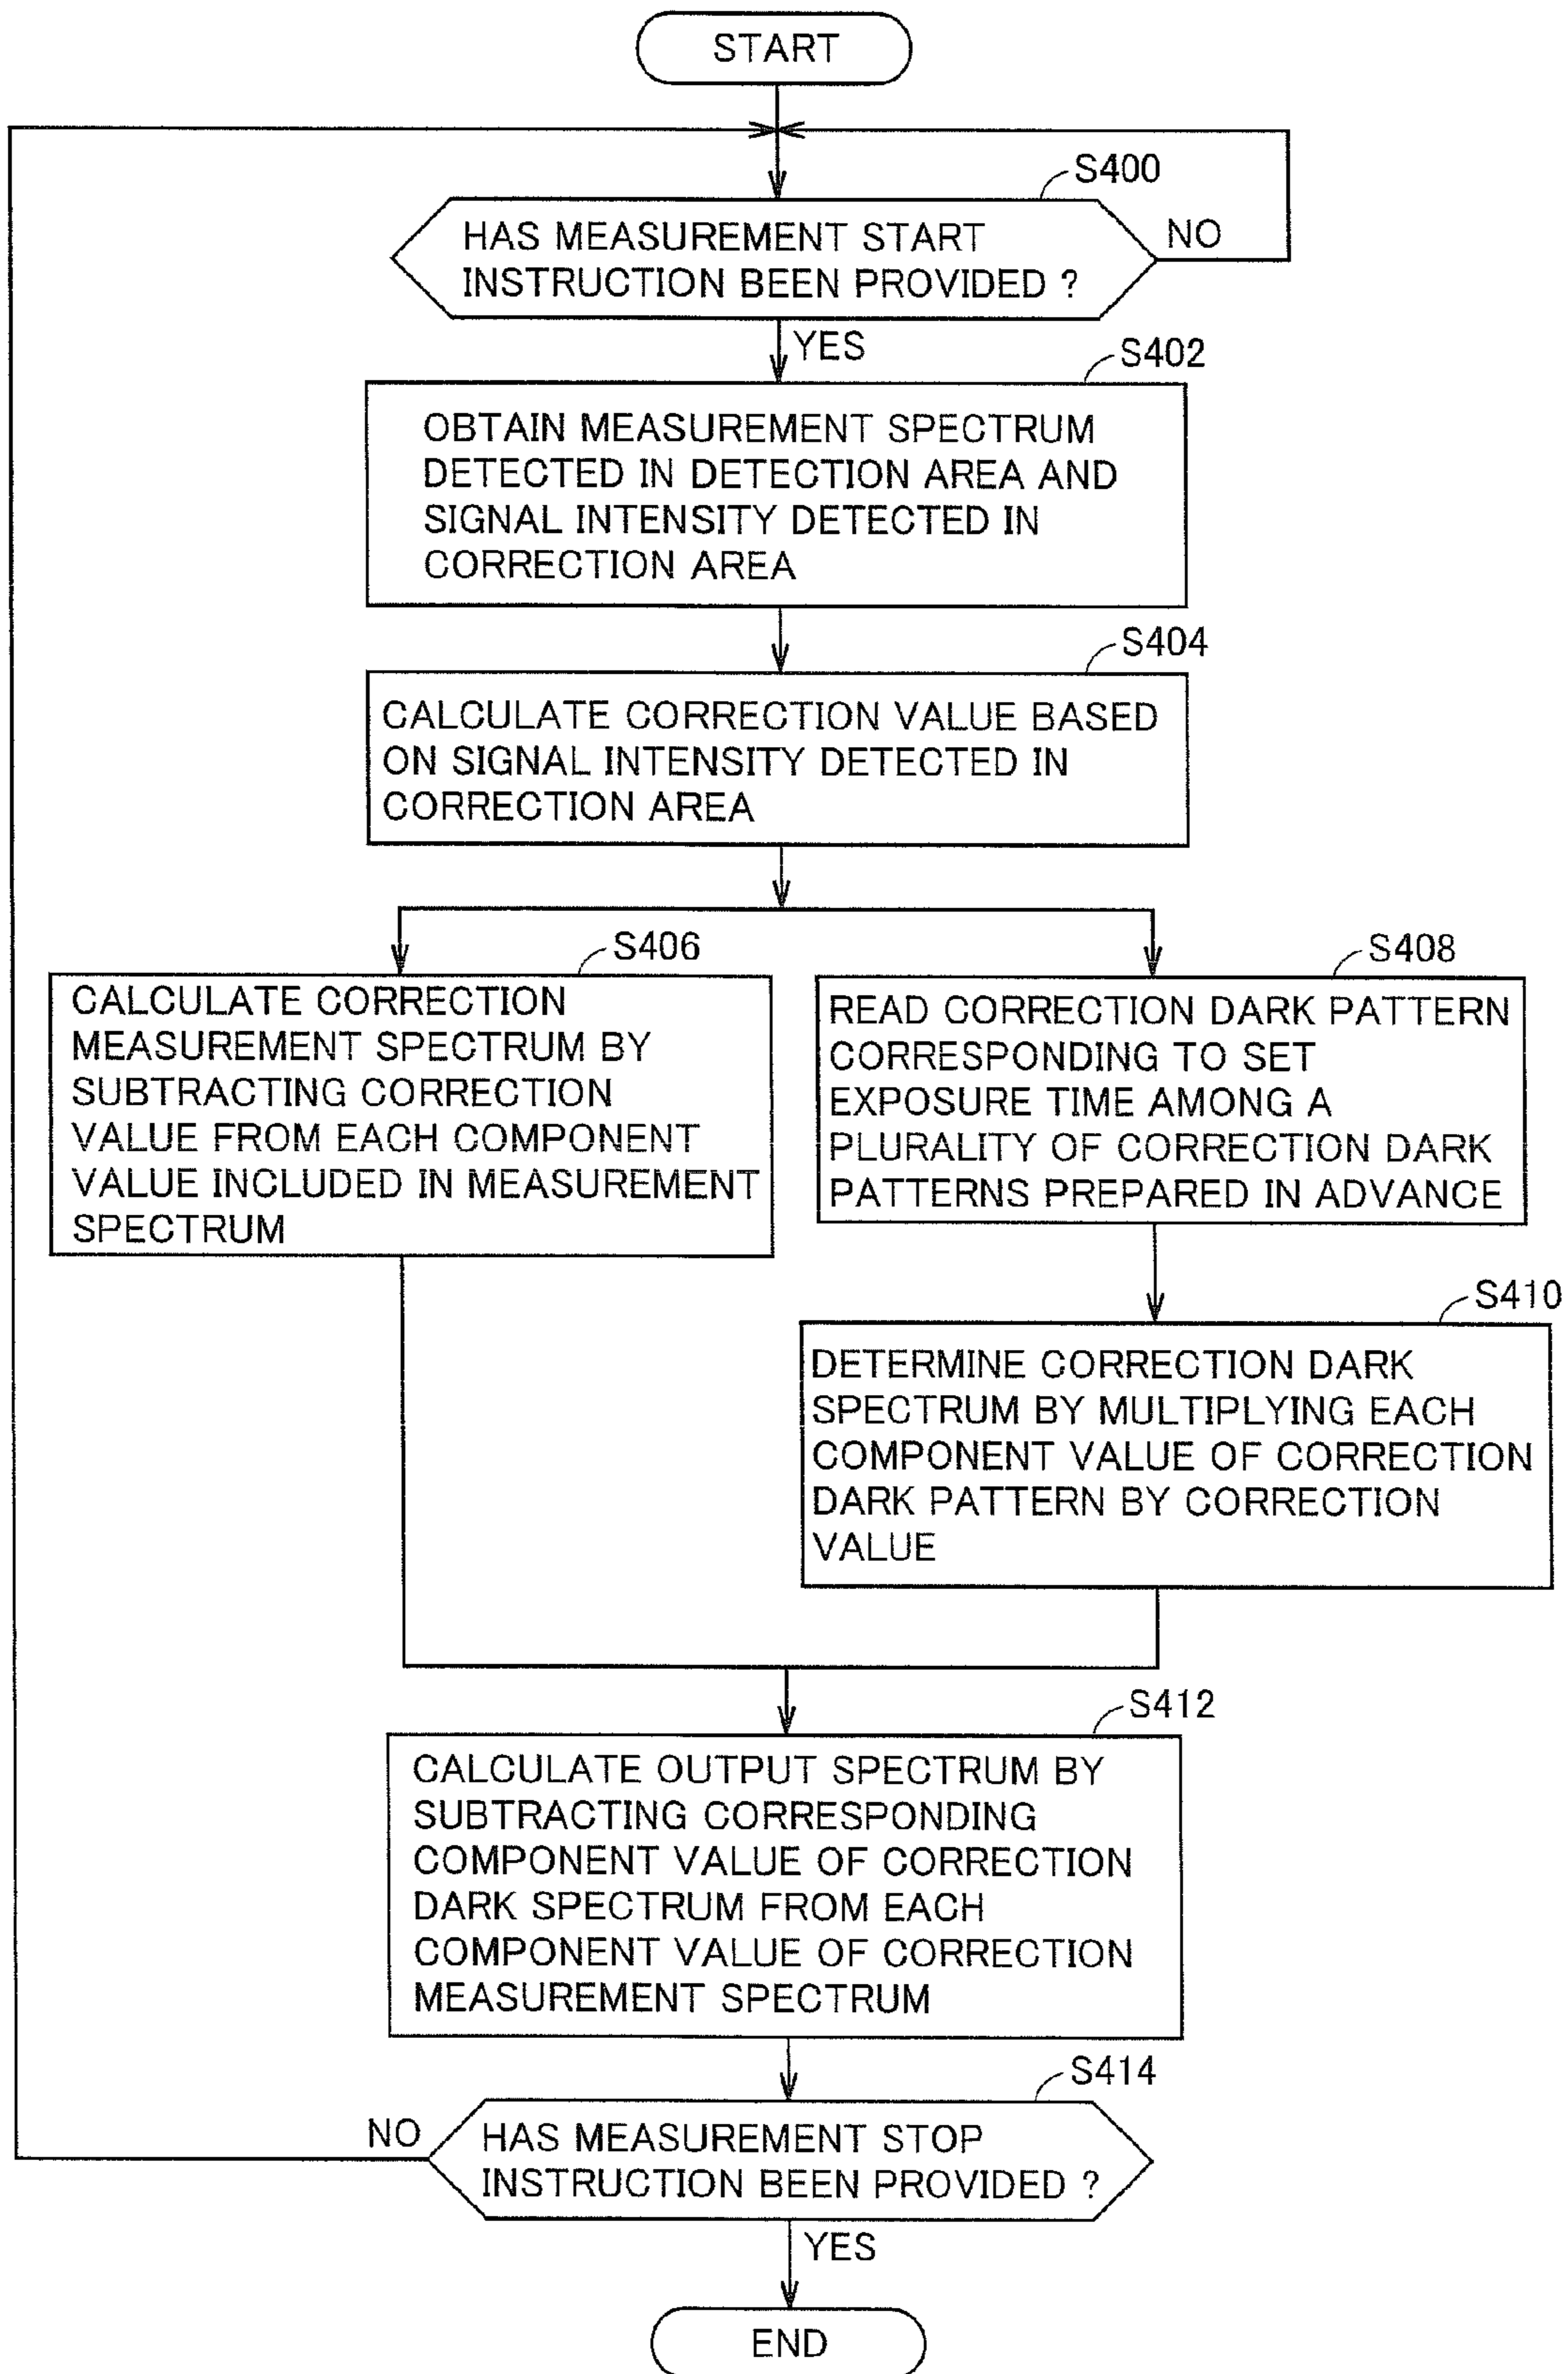 START
S400
HAS MEASUREMENT START
INSTRUCTION BEEN PROVIDED ?
NO
YES
S402
OBTAIN MEASUREMENT SPECTRUM
DETECTED IN DETECTION AREA AND
SIGNAL INTENSITY DETECTED IN
CORRECTION AREA
S404
CALCULATE CORRECTION VALUE BASED
ON SIGNAL INTENSITY DETECTED IN
CORRECTION AREA
S406
CALCULATE CORRECTION
MEASUREMENT SPECTRUM BY
SUBTRACTING CORRECTION
VALUE FROM EACH COMPONENT
VALUE INCLUDED IN MEASUREMENT
SPECTRUM
S408
READ CORRECTION DARK PATTERN
CORRESPONDING TO SET
EXPOSURE TIME AMONG A
PLURALITY OF CORRECTION DARK
PATTERNS PREPARED IN ADVANCE
S410
DETERMINE CORRECTION DARK
SPECTRUM BY MULTIPLYING EACH
COMPONENT VALUE OF CORRECTION
DARK PATTERN BY CORRECTION
VALUE
S412
CALCULATE OUTPUT SPECTRUM BY
SUBTRACTING CORRESPONDING
COMPONENT VALUE OF CORRECTION
DARK SPECTRUM FROM EACH
COMPONENT VALUE OF CORRECTION
MEASUREMENT SPECTRUM
S414
NO
HAS MEASUREMENT STOP
INSTRUCTION BEEN PROVIDED ?
YES
END